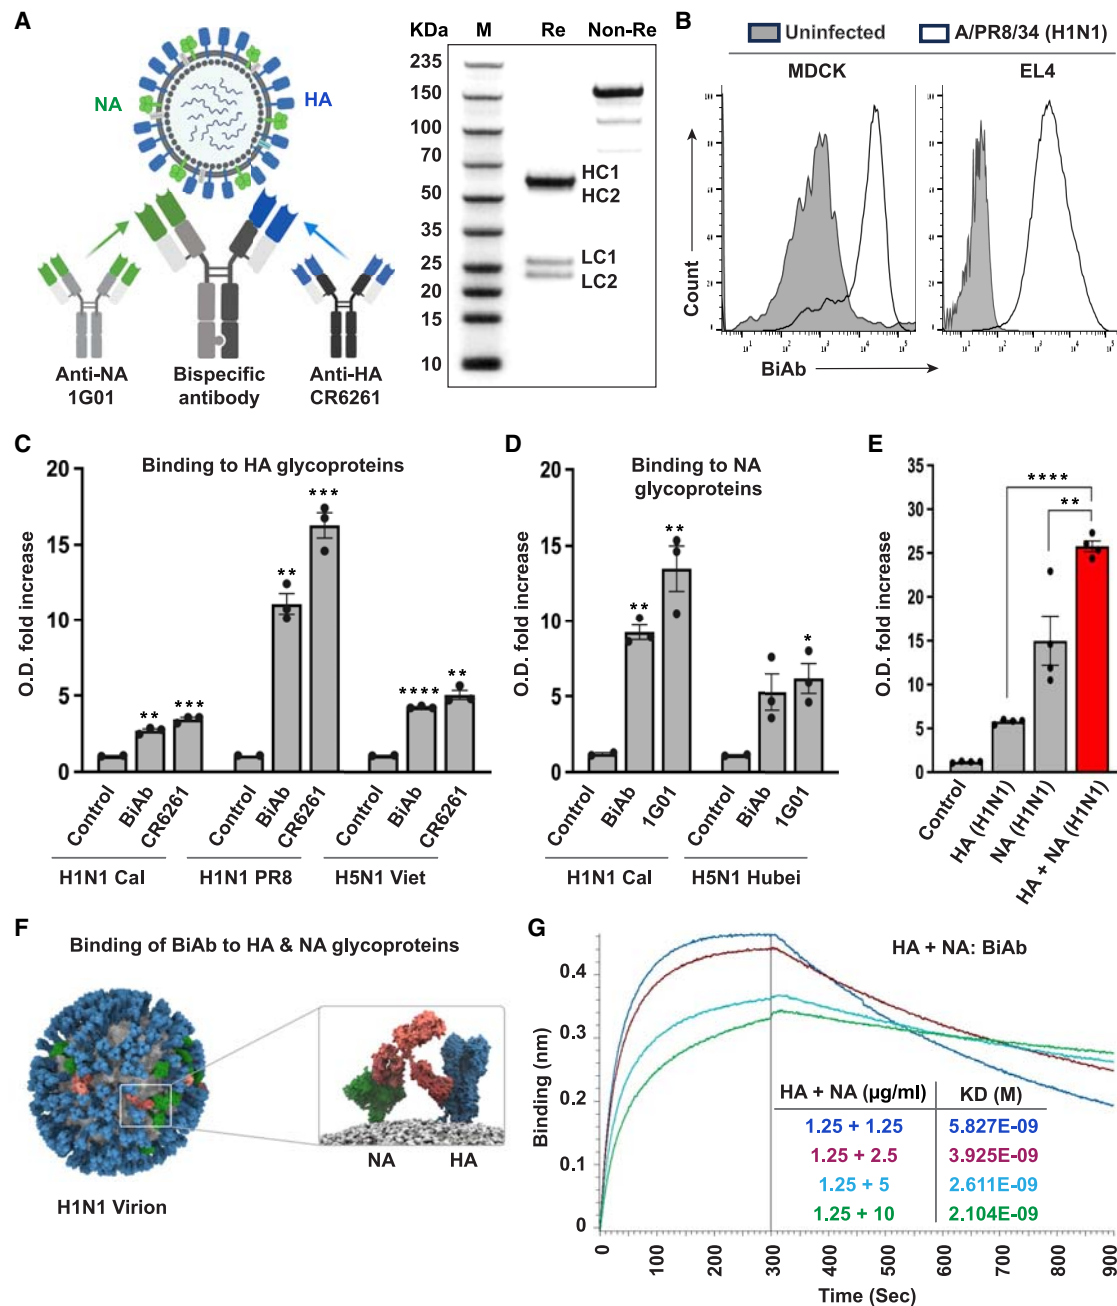 A
NA
HA
Anti-NA
1G01
Bispecific
antibody
Anti-HA
CR6261
KDa M Re Non-Re
235
150
100
70
50
35
25
20
15
10
HC1
HC2
LC1
LC2
B
Uninfected A/PR8/34 (H1N1)
MDCK EL4
Count
BiAb
C
Binding to HA glycoproteins
O.D. fold increase
20
15
10
5
0
** *** ** *** **** **
Control BiAb CR6261 Control BiAb CR6261 Control BiAb CR6261
H1N1 Cal H1N1 PR8 H5N1 Viet
D
Binding to NA
glycoproteins
O.D. fold increase
20
15
10
5
0
** ** *
Control BiAb 1G01 Control BiAb 1G01
H1N1 Cal H5N1 Hubei
E
O.D. fold increase
35
30
25
20
15
10
5
0
****
**
Control HA (H1N1) NA (H1N1) HA + NA (H1N1)
F
Binding of BiAb to HA & NA glycoproteins
NA HA
H1N1 Virion
G
HA + NA: BiAb
Binding (nm)
0.4
0.3
0.2
0.1
0
HA + NA (µg/ml) KD (M)
1.25 + 1.25 5.827E-09
1.25 + 2.5 3.925E-09
1.25 + 5 2.611E-09
1.25 + 10 2.104E-09
0 100 200 300 400 500 600 700 800 900
Time (Sec)